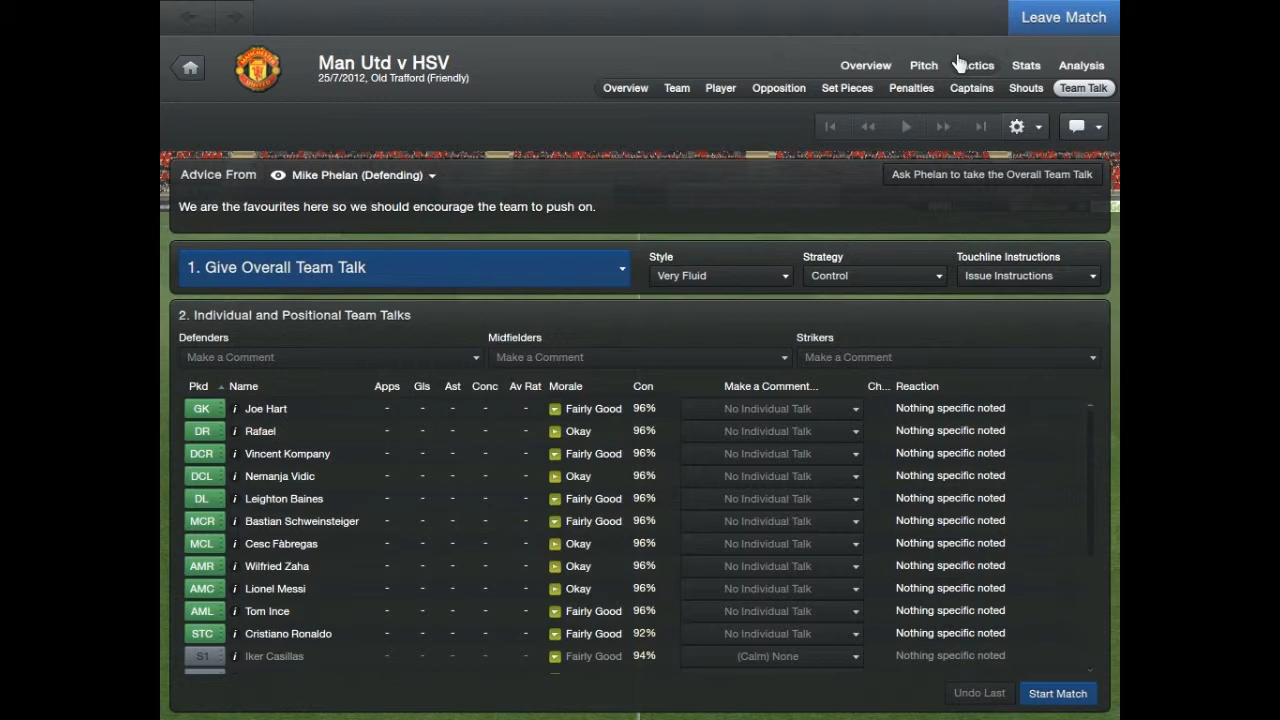 Leave Match
Man Utd v HSV
25/7/2012, Old Trafford (Friendly)
Overview Pitch Tactics Stats Analysis
Overview Team Player Opposition Set Pieces Penalties Captains Shouts Team Talk
Advice From Mike Phelan (Defending) Ask Phelan to take the Overall Team Talk
We are the favourites here so we should encourage the team to push on.
1. Give Overall Team Talk
Style Strategy Touchline Instructions
Very Fluid Control Issue Instructions
2. Individual and Positional Team Talks
Defenders Midfielders Strikers
Make a Comment Make a Comment Make a Comment
Pkd Name Apps Gls Ast Conc Av Rat Morale Con Make a Comment... Ch... Reaction
GK i Joe Hart - - - - - Fairly Good 96% No Individual Talk Nothing specific noted
DR i Rafael - - - - - Okay 96% No Individual Talk Nothing specific noted
DCR i Vincent Kompany - - - - - Fairly Good 96% No Individual Talk Nothing specific noted
DCL i Nemanja Vidic - - - - - Okay 96% No Individual Talk Nothing specific noted
DL i Leighton Baines - - - - - Fairly Good 96% No Individual Talk Nothing specific noted
MCR i Bastian Schweinsteiger - - - - - Fairly Good 96% No Individual Talk Nothing specific noted
MCL i Cesc Fàbregas - - - - - Okay 96% No Individual Talk Nothing specific noted
AMR i Wilfried Zaha - - - - - Okay 96% No Individual Talk Nothing specific noted
AMC i Lionel Messi - - - - - Okay 96% No Individual Talk Nothing specific noted
AML i Tom Ince - - - - - Fairly Good 96% No Individual Talk Nothing specific noted
STC i Cristiano Ronaldo - - - - - Fairly Good 92% No Individual Talk Nothing specific noted
S1 i Iker Casillas - - - - - Fairly Good 94% (Calm) None Nothing specific noted
Undo Last Start Match